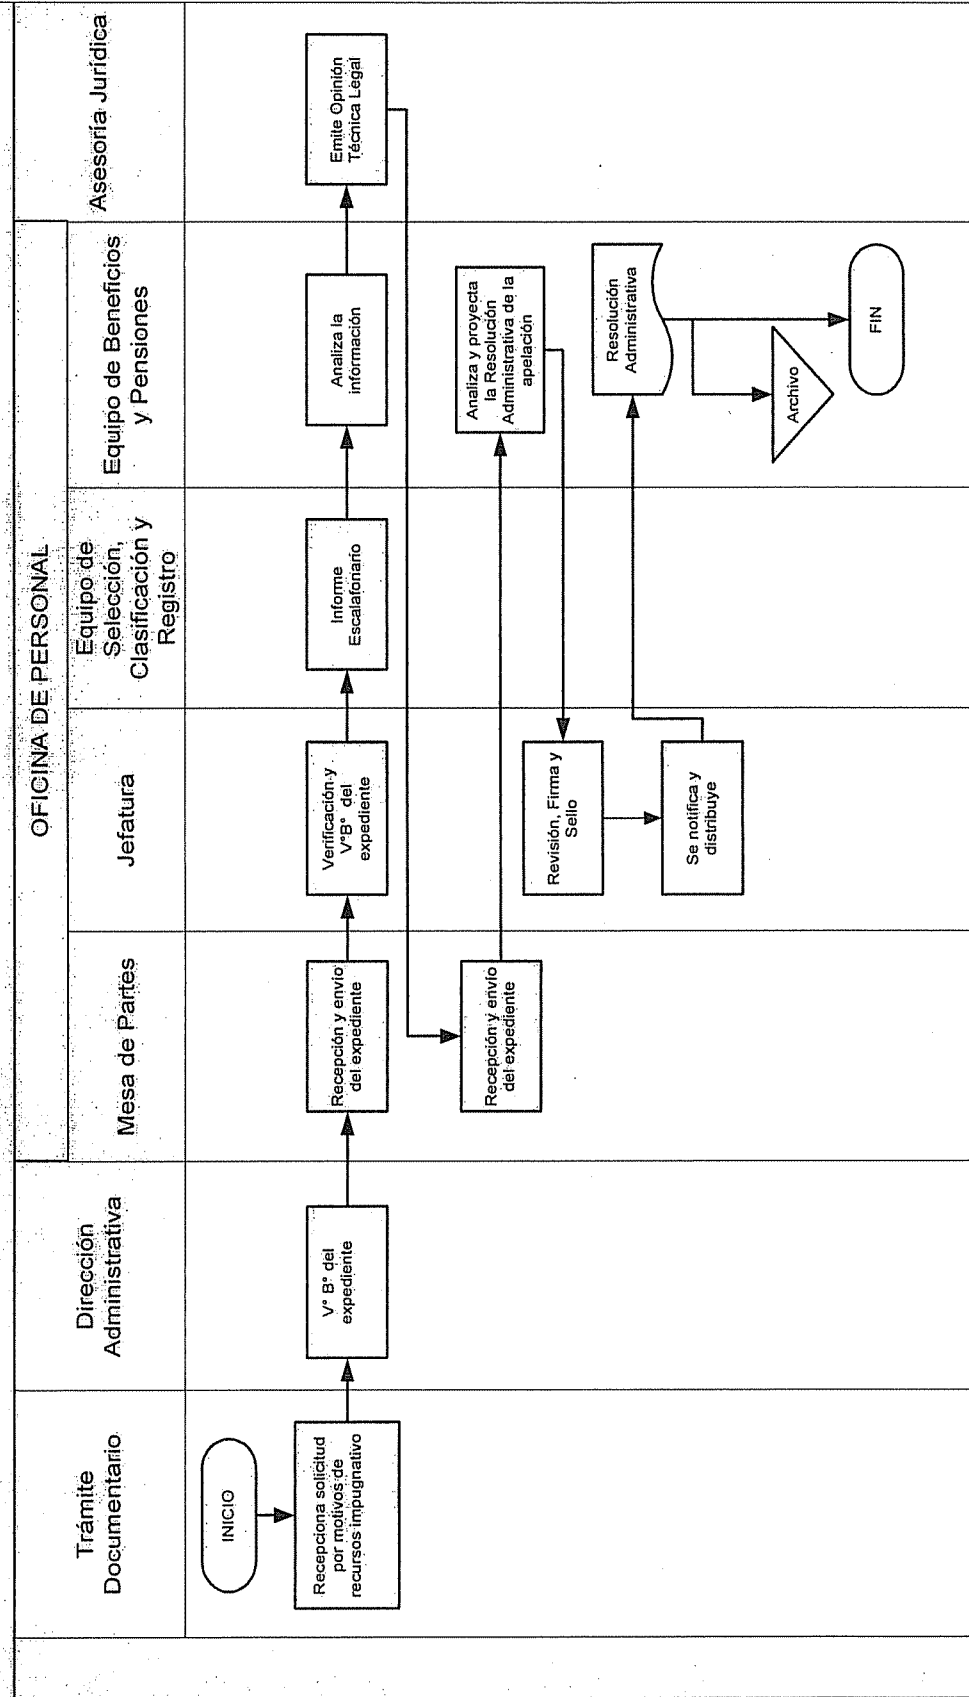 OFICINA DE PERSONAL
Trámite
Documentario
Dirección
Administrativa
Mesa de Partes
Jefatura
Equipo de
Selección,
Clasificación y
Registro
Equipo de Beneficios
y Pensiones
Asesoría Jurídica
INICIO
Recepciona solicitud
por motivos de
recursos impugnativo
V° B° del
expediente
Recepción y envio
del expediente
Verificación y
V°B° del
expediente
Informe
Escalafonario
Analiza la
información
Emite Opinión
Técnica Legal
Recepción y envío
del expediente
Analiza y proyecta
la Resolución
Administrativa de la
apelación
Revisión, Firma y
Sello
Se notifica y
distribuye
Resolución
Administrativa
Archivo
FIN